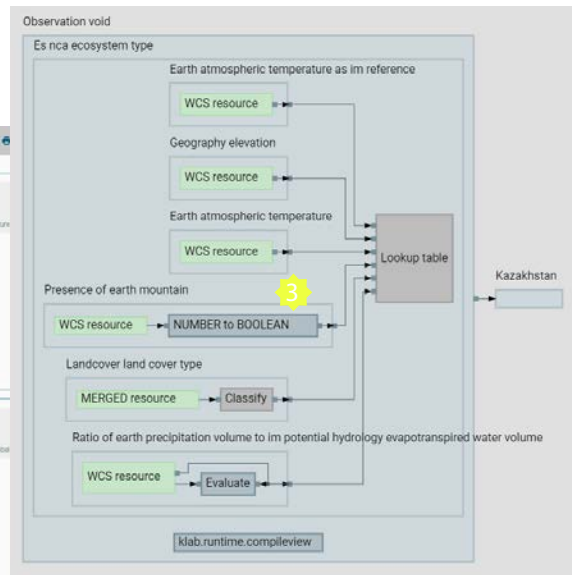 Observation void
Es nca ecosystem type
Earth atmospheric temperature as im reference
WCS resource
Geography elevation
WCS resource
Earth atmospheric temperature
WCS resource
Lookup table
Kazakhstan
Presence of earth mountain
3
WCS resource
NUMBER to BOOLEAN
Landcover land cover type
MERGED resource
Classify
Ratio of earth precipitation volume to im potential hydrology evapotranspired water volume
WCS resource
Evaluate
klab.runtime.compileview